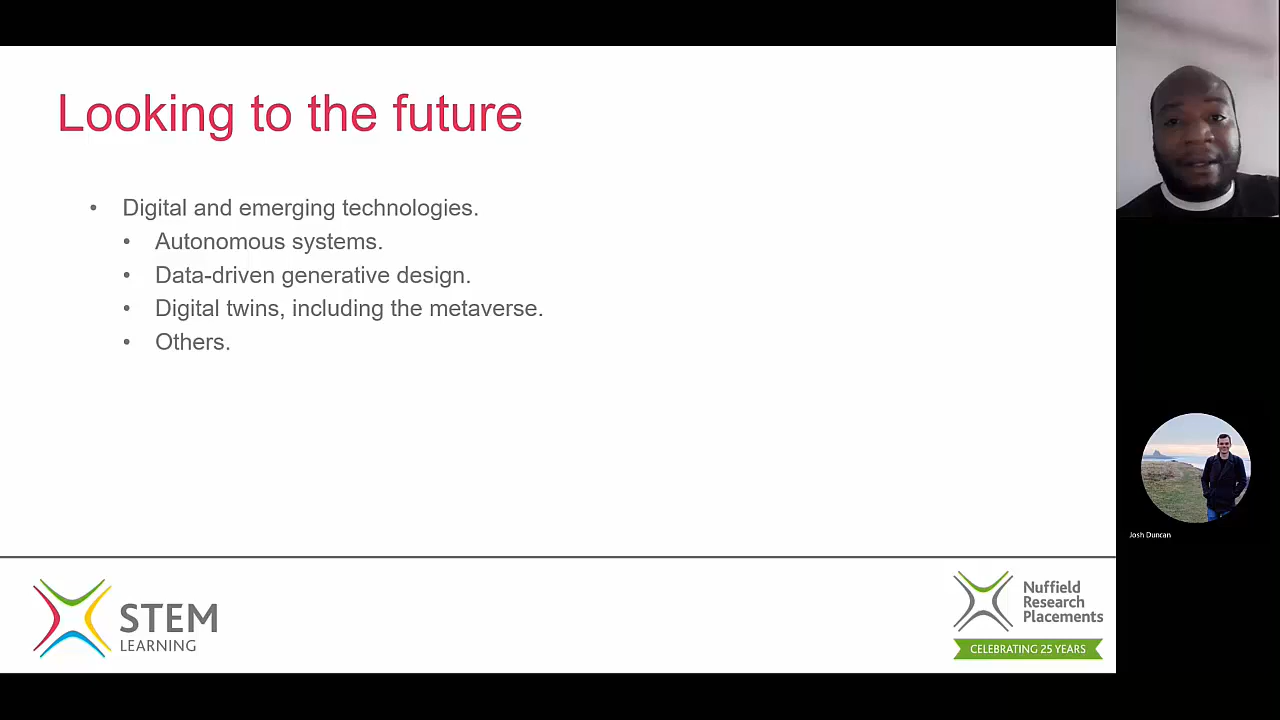 Looking to the future
• Digital and emerging technologies.
• Autonomous systems.
• Data-driven generative design.
• Digital twins, including the metaverse.
• Others.
STEM
LEARNING
Nuffield
Research
Placements
CELEBRATING 25 YEARS
Josh Duncan